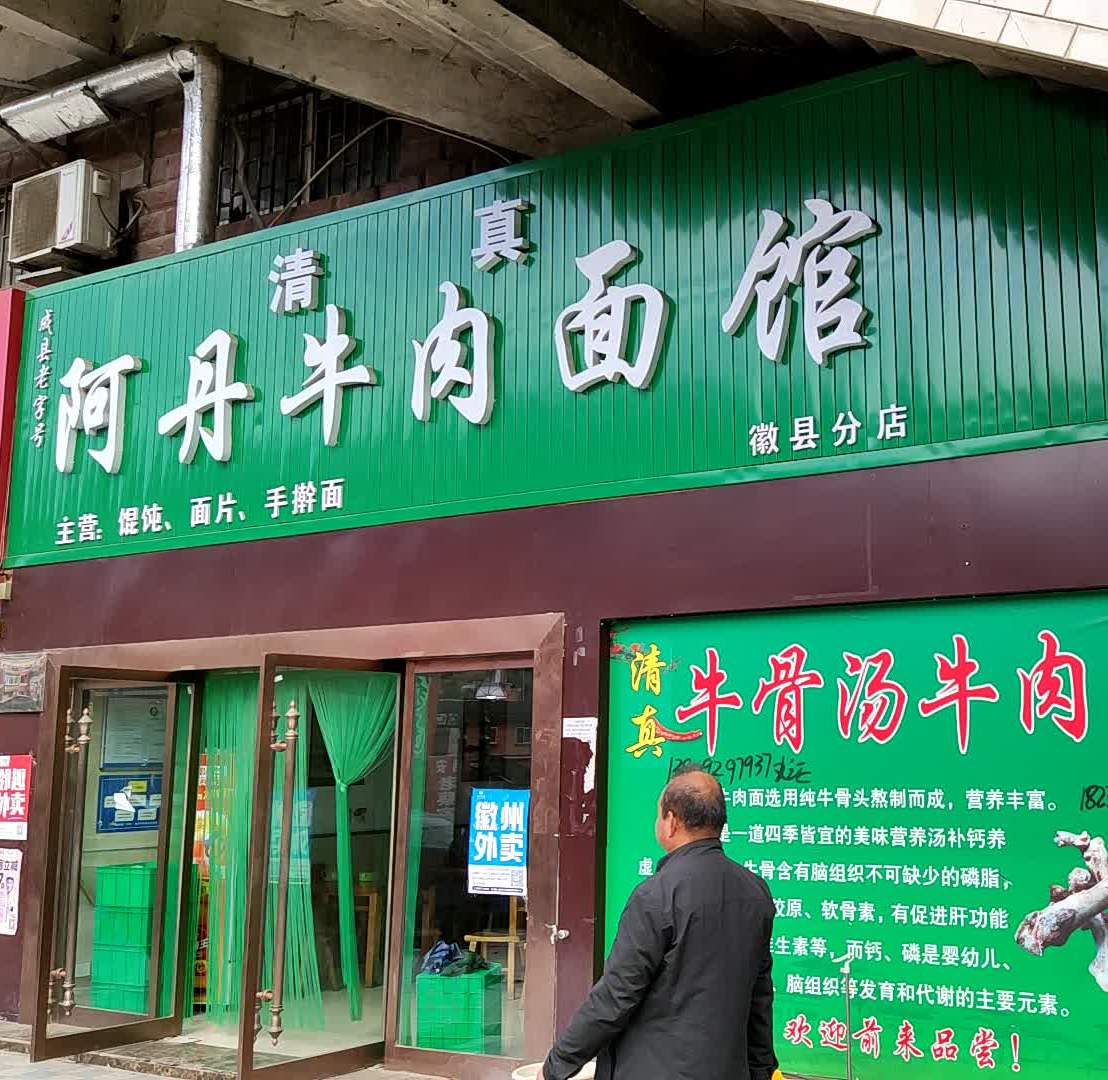 清真
成县老字号
阿丹牛肉面馆
徽县分店
主营:馄饨、面片、手擀面
清真
牛骨汤牛肉
牛肉面选用纯牛骨头熬制而成，营养丰富。
是一道四季皆宜的美味营养汤补钙养
虚
牛骨含有脑组织不可缺少的磷脂，
胶原、软骨素，有促进肝功能
生素等，而钙、磷是婴幼儿、
、脑组织等发育和代谢的主要元素。
欢迎前来品尝！
徽州
外卖
邻趣
外卖